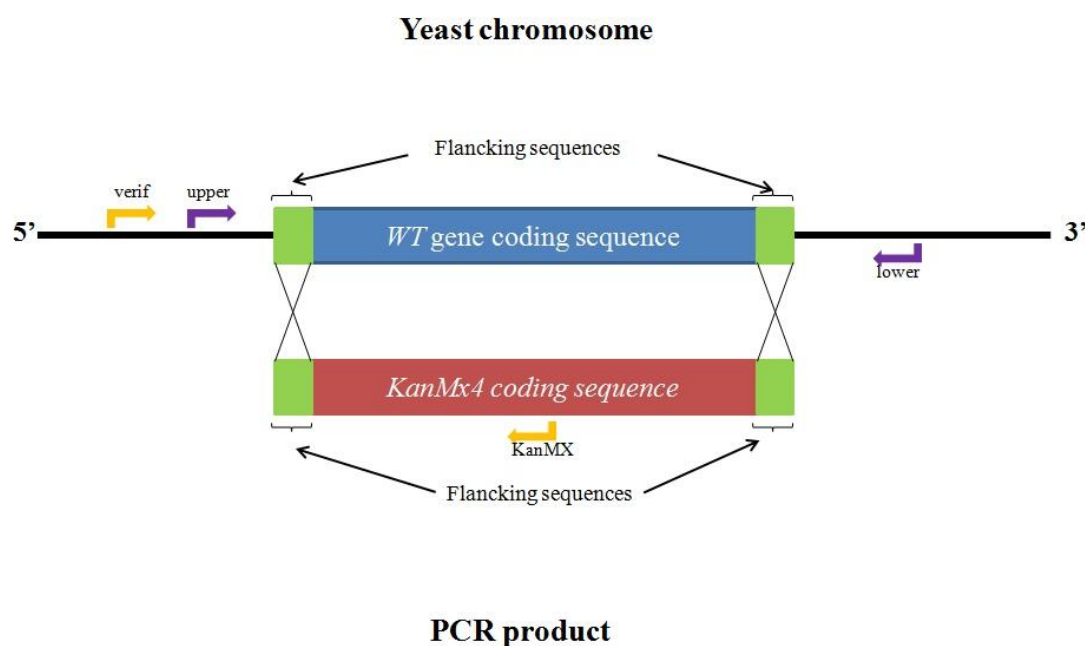 Yeast chromosome
Flancking sequences
verif
upper
5’
WT gene coding sequence
3’
lower
KanMx4 coding sequence
KanMX
Flancking sequences
PCR product